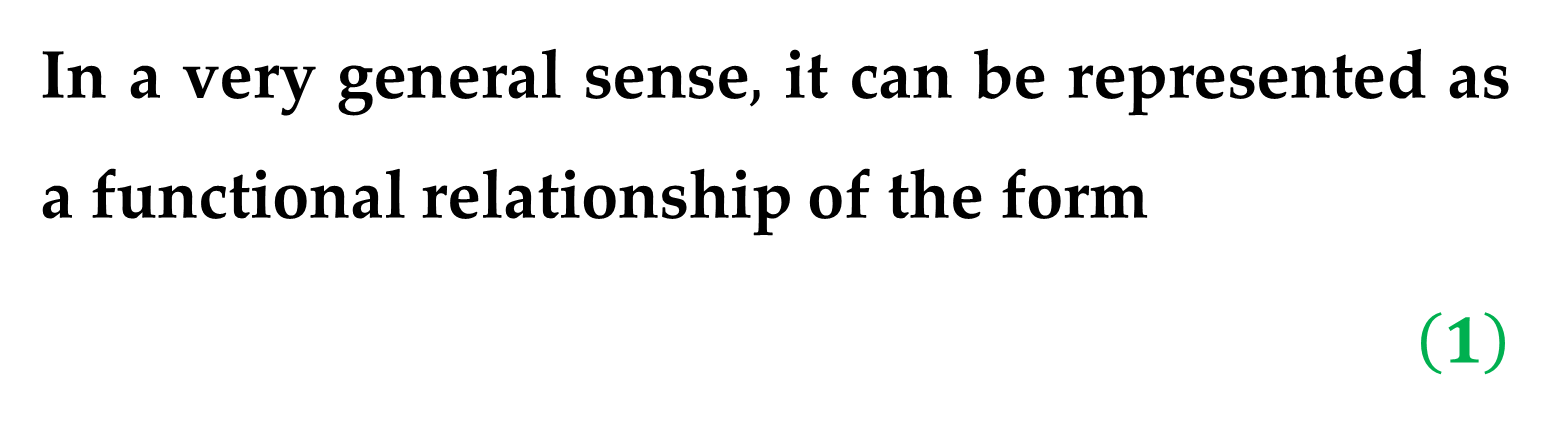 In a very general sense, it can be represented as
a functional relationship of the form
(1)